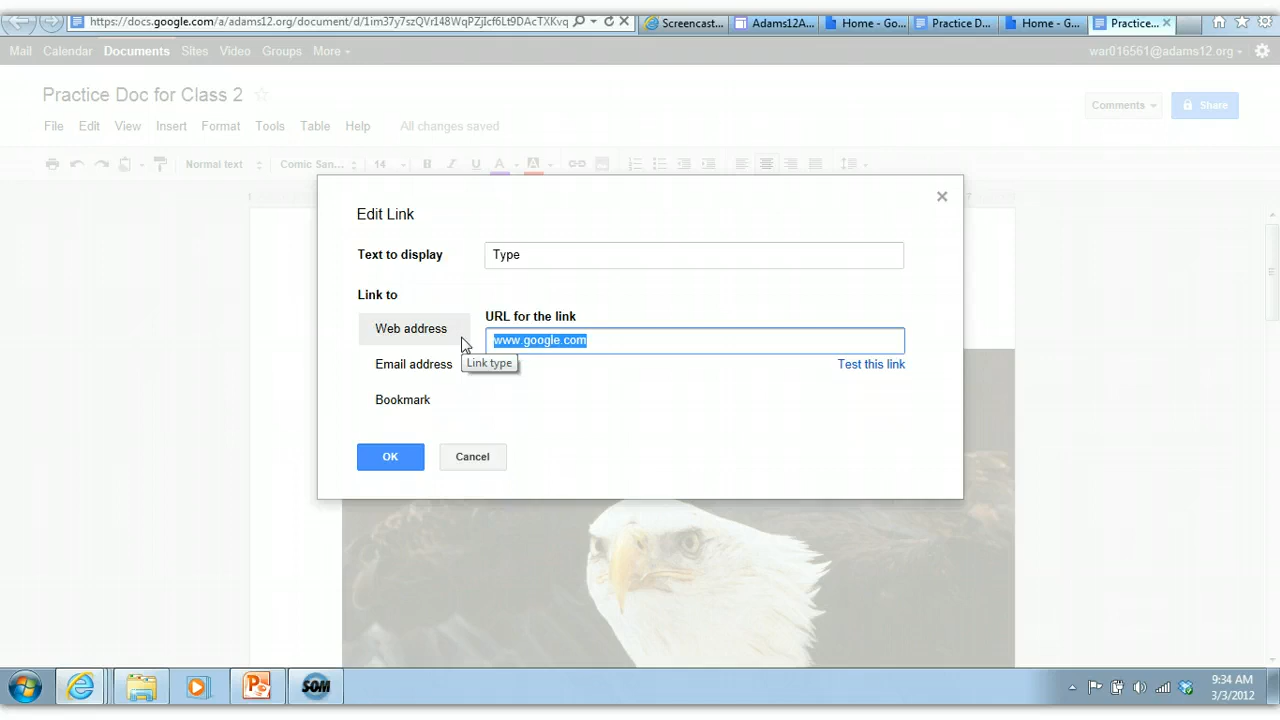 https://docs.google.com/a/adams12.org/document/d/1im37y7szQVr148WqPZjIcf6Lt9DAcTXKvq
Screencast...
Adams12A...
Home - Go...
Practice D...
Home - G...
Practice...
Mail Calendar Documents Sites Video Groups More
war016561@adams12.org
Practice Doc for Class 2
Comments
Share
File Edit View Insert Format Tools Table Help All changes saved
Normal text Comic San... 14 B I U A A
Edit Link
Text to display Type
Link to
URL for the link
Web address
www.google.com
Link type
Email address
Test this link
Bookmark
OK Cancel
SOM
9:34 AM
3/3/2012